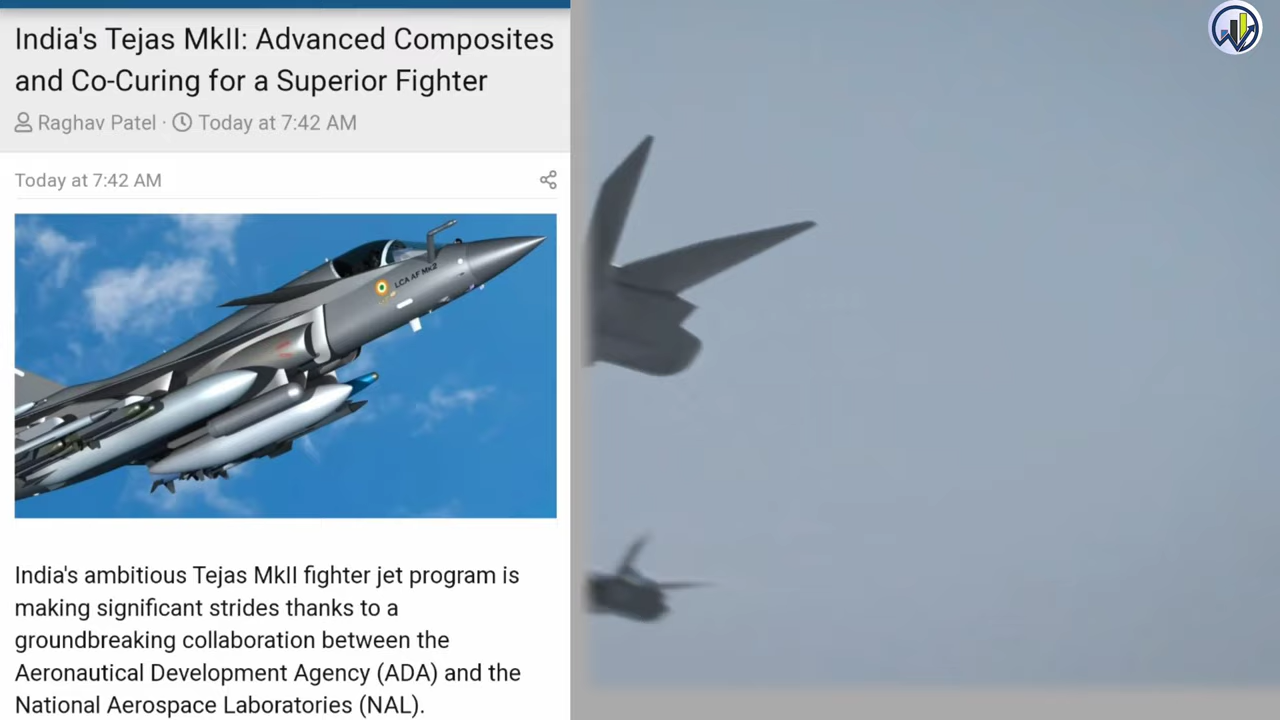 India's Tejas MkII: Advanced Composites
and Co-Curing for a Superior Fighter
Raghav Patel · Today at 7:42 AM
Today at 7:42 AM
LCA AF Mk2
India's ambitious Tejas MkII fighter jet program is
making significant strides thanks to a
groundbreaking collaboration between the
Aeronautical Development Agency (ADA) and the
National Aerospace Laboratories (NAL).